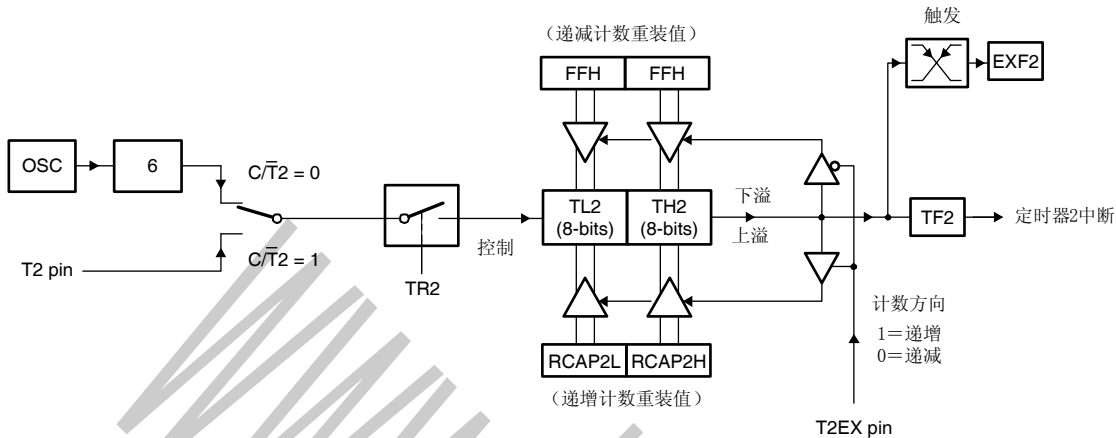 触发
（递减计数重装值）
FFH
FFH
EXF2
OSC
6
C/T̅2 = 0
TL2
(8-bits)
TH2
(8-bits)
下溢
上溢
TF2
定时器2中断
控制
T2 pin
C/T̅2 = 1
TR2
计数方向
1＝递增
0＝递减
RCAP2L
RCAP2H
（递增计数重装值）
T2EX pin